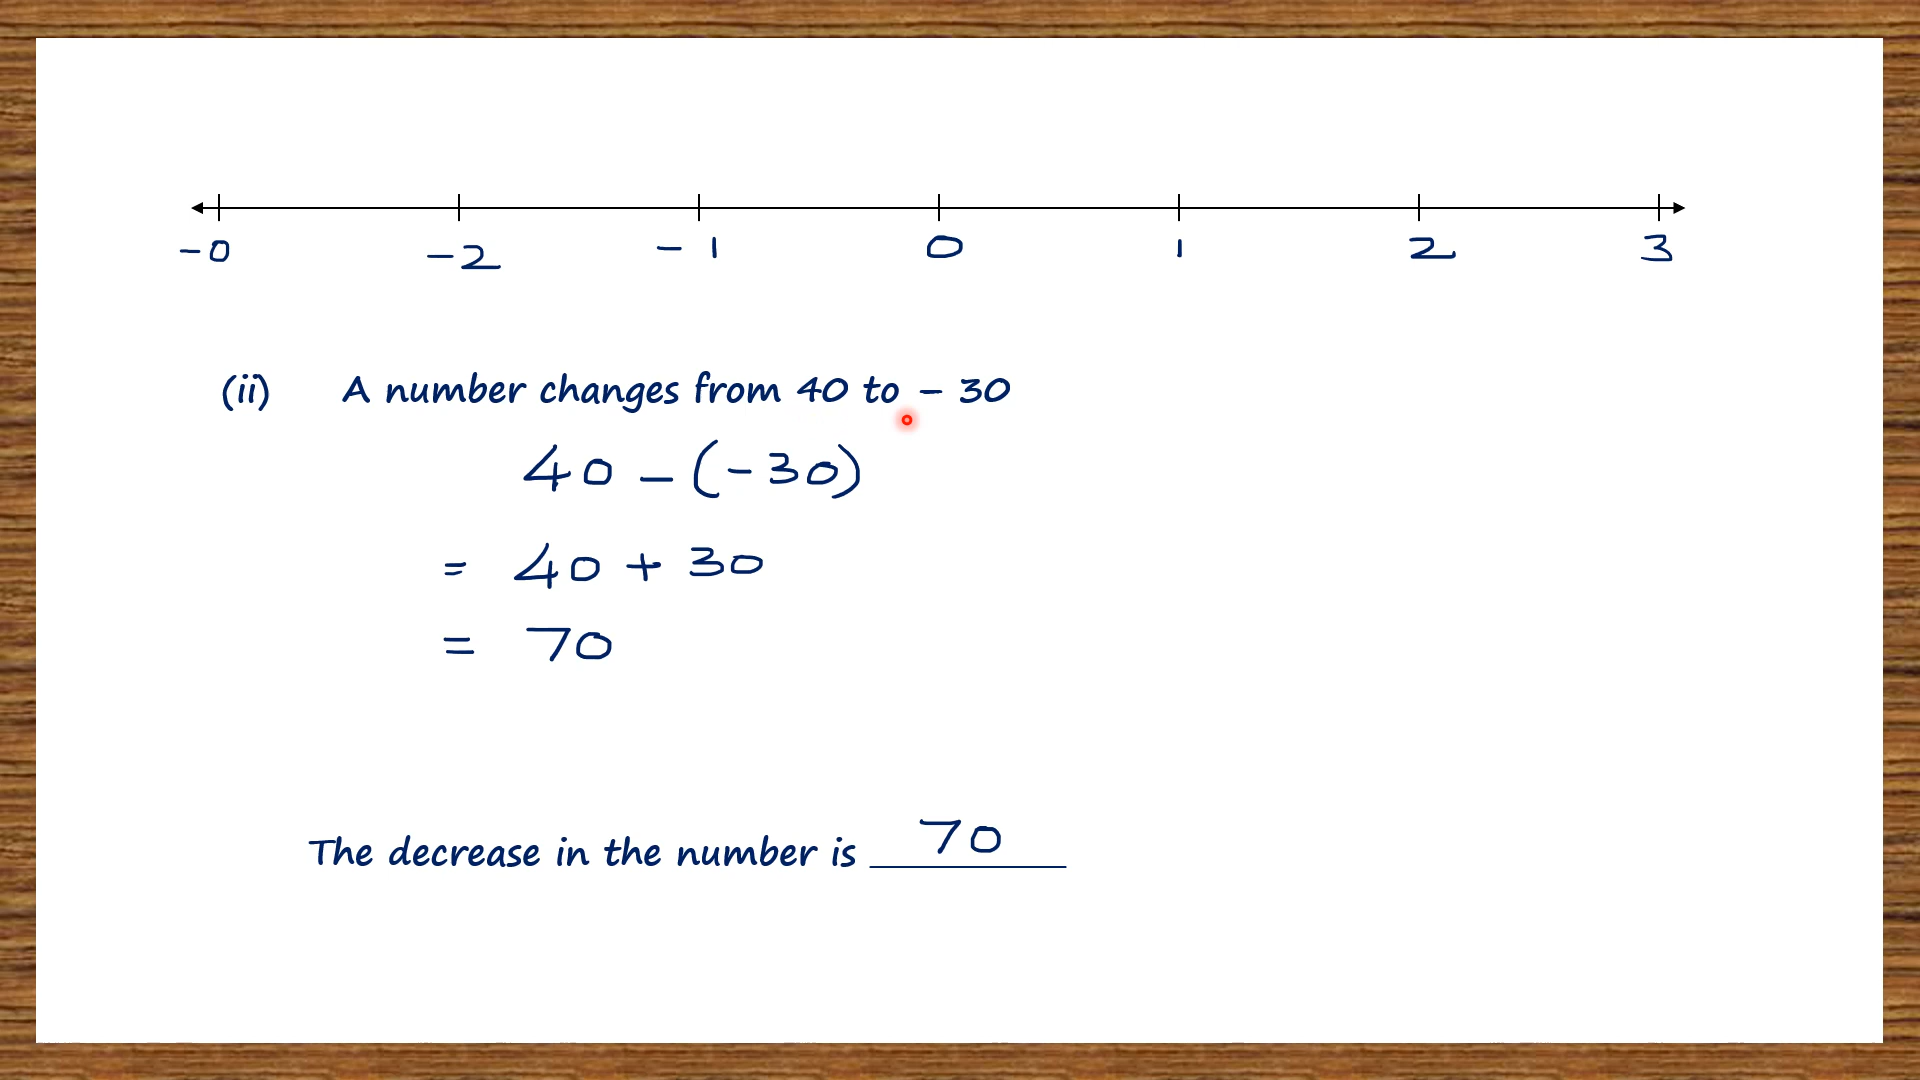 -0 -2 -1 0 1 2 3
(ii) A number changes from 40 to - 30
40 - (-30)
= 40 + 30
= 70
The decrease in the number is 70